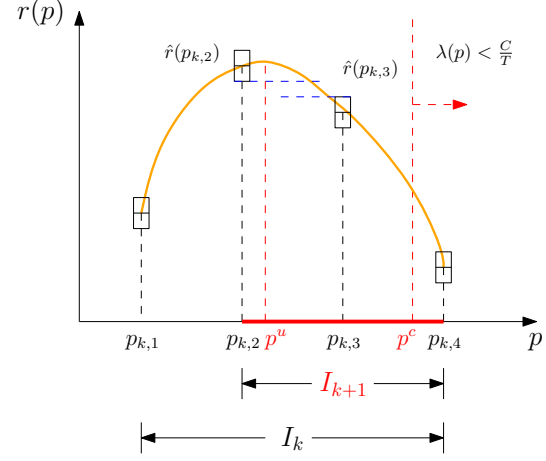 r(p)
r̂(p_{k,2})
r̂(p_{k,3})
λ(p) < C/T
p_{k,1} p_{k,2} p^u p_{k,3} p^c p_{k,4} p
I_{k+1}
I_k